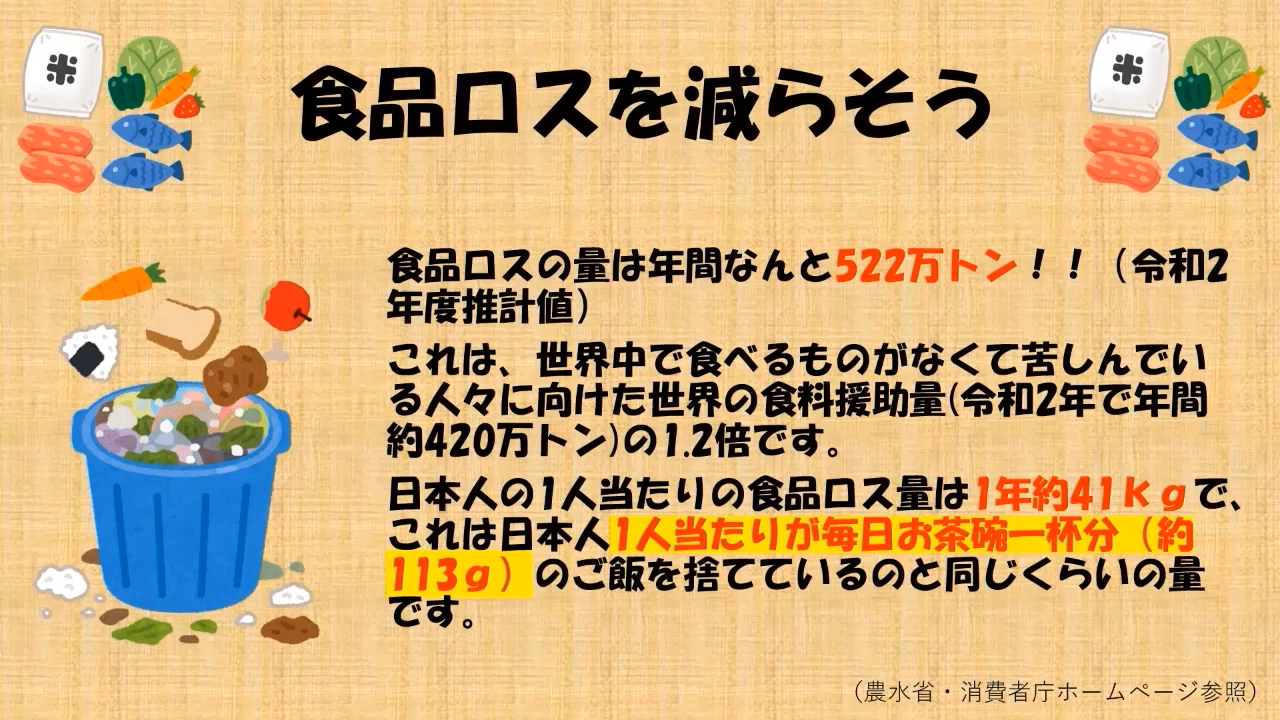 米
米
食品ロスを減らそう
食品ロスの量は年間なんと522万トン！！（令和2
年度推計値）
これは、世界中で食べるものがなくて苦しんでい
る人々に向けた世界の食料援助量(令和2年で年間
約420万トン)の1.2倍です。
日本人の1人当たりの食品ロス量は1年約41ｋｇで、
これは日本人1人当たりが毎日お茶碗一杯分（約
113ｇ）のご飯を捨てているのと同じくらいの量
です。
（農水省・消費者庁ホームページ参照）